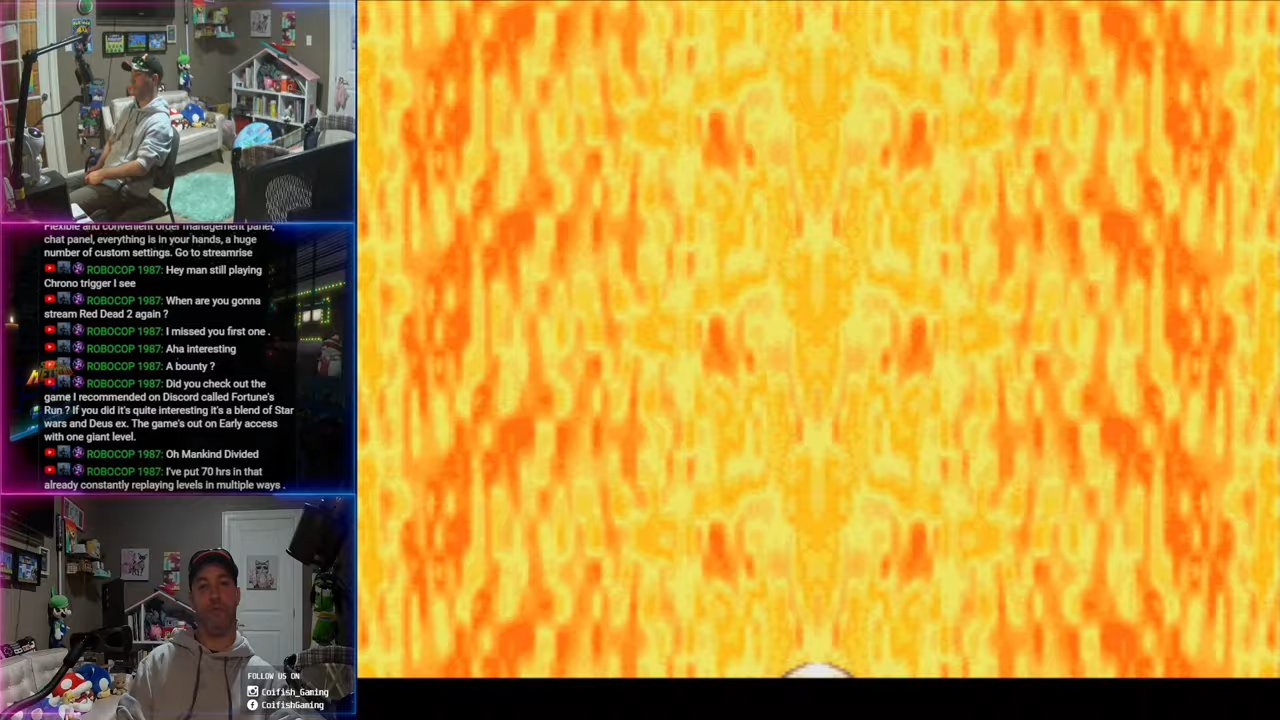 Flexible and convenient order management panel,
chat panel, everything is in your hands, a huge
number of custom settings. Go to streamrise
ROBOCOP 1987: Hey man still playing
Chrono trigger I see
ROBOCOP 1987: When are you gonna
stream Red Dead 2 again ?
ROBOCOP 1987: I missed you first one .
ROBOCOP 1987: Aha interesting
ROBOCOP 1987: A bounty ?
ROBOCOP 1987: Did you check out the
game I recommended on Discord called Fortune's
Run ? If you did it's quite interesting it's a blend of Star
wars and Deus ex. The game's out on Early access
with one giant level.
ROBOCOP 1987: Oh Mankind Divided
ROBOCOP 1987: I've put 70 hrs in that
already constantly replaying levels in multiple ways .
FOLLOW US ON
Coifish_Gaming
CoifishGaming